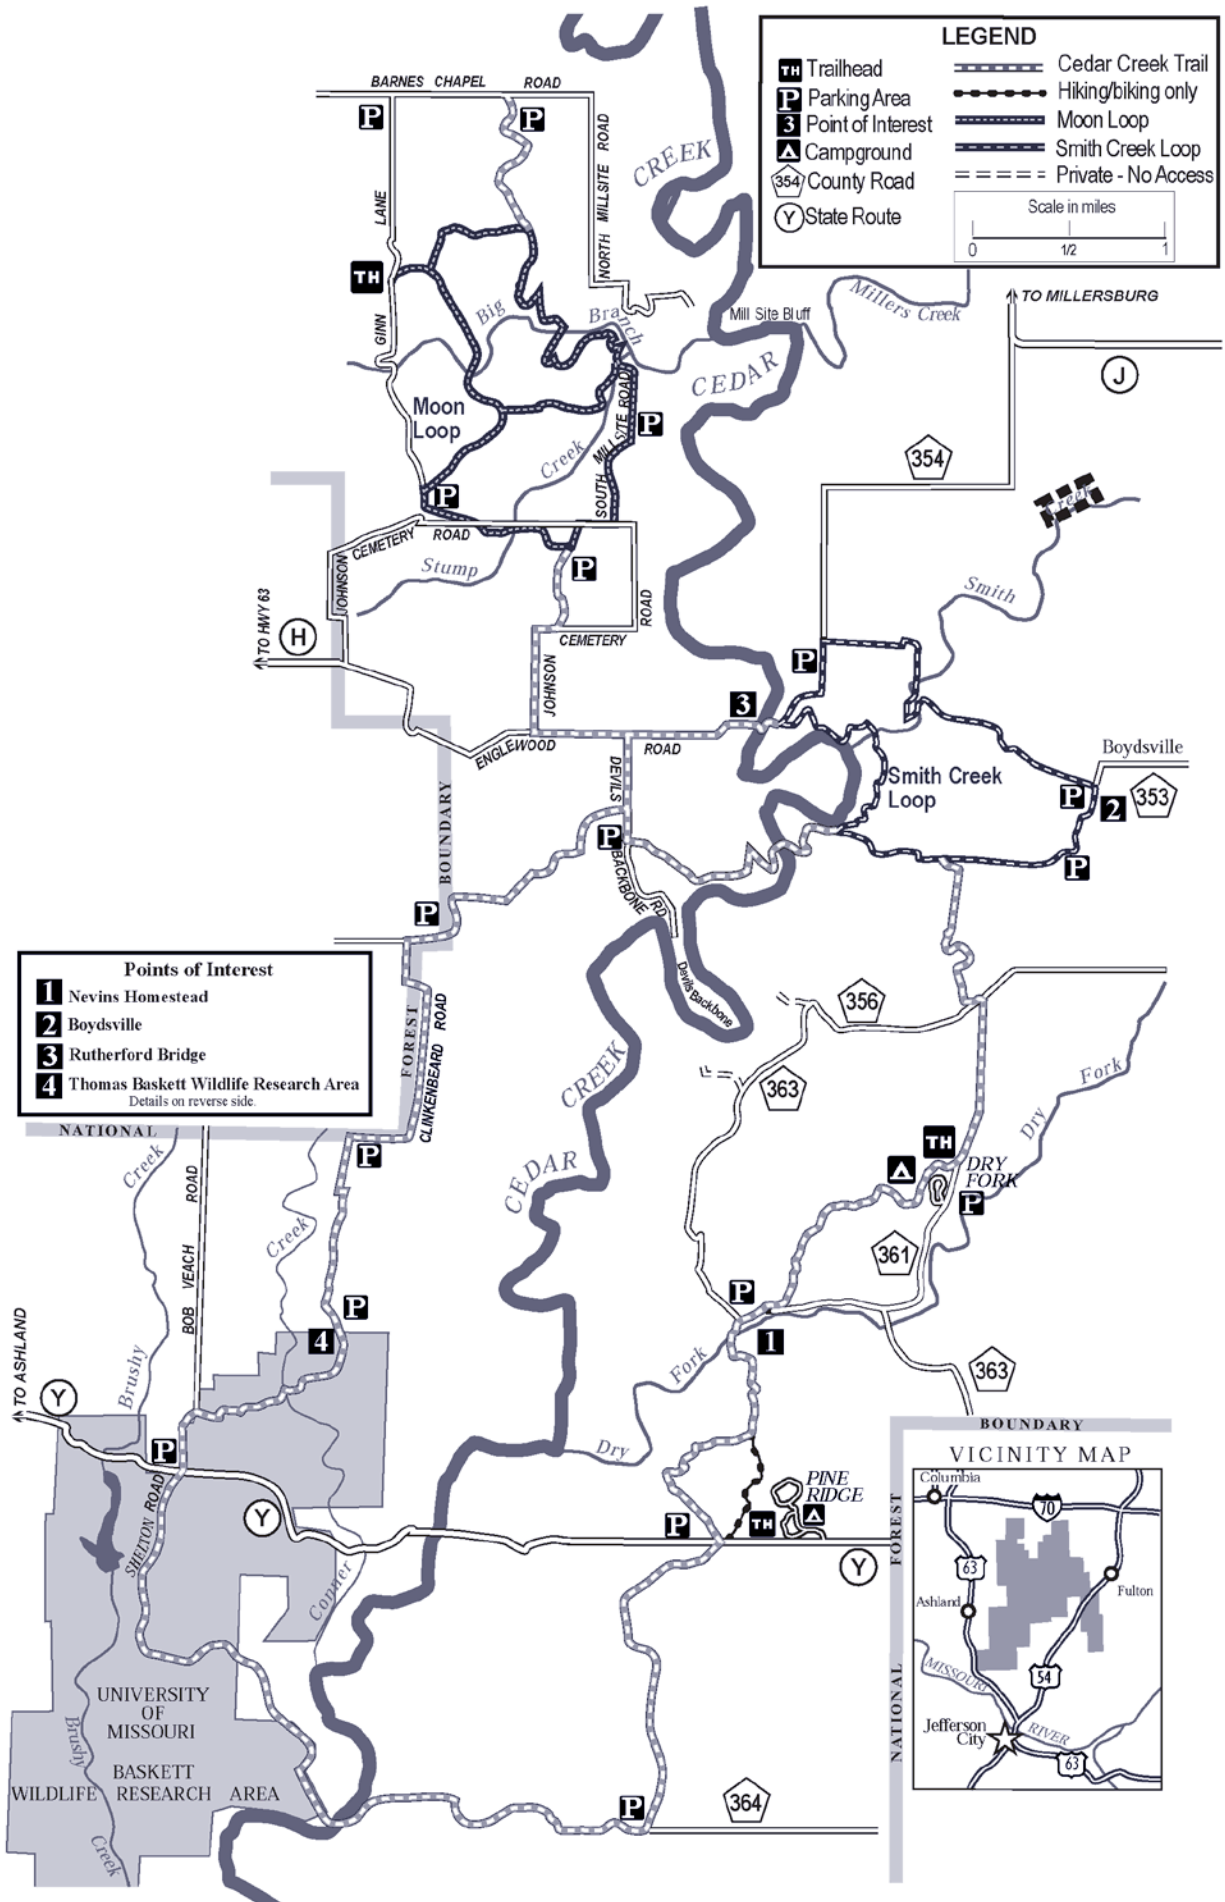 LEGEND
TH Trailhead
P Parking Area
3 Point of Interest
Campground
354 County Road
Y State Route
Cedar Creek Trail
Hiking/biking only
Moon Loop
Smith Creek Loop
Private - No Access
Scale in miles
0 1/2 1
BARNES CHAPEL ROAD
P
P
NORTH MILLSITE ROAD
CREEK
GINN LANE
TH
Big Branch
Mill Site Bluff
Millers Creek
TO MILLERSBURG
J
CEDAR
Moon
Loop
SOUTH MILLSITE ROAD
P
Creek
354
P
CEMETERY ROAD
JOHNSON
Stump
P
Creek
Smith
TO HWY 63
H
CEMETERY
ROAD
JOHNSON
P
3
ENGLEWOOD ROAD
DEVILS
BACKBONE
RD
Boydsville
Smith Creek
Loop
P
2
353
BOUNDARY
P
P
P
Devils Backbone
Points of Interest
1 Nevins Homestead
2 Boydsville
3 Rutherford Bridge
4 Thomas Baskett Wildlife Research Area
Details on reverse side.
FOREST
CLINKENBEARD ROAD
NATIONAL
356
363
CREEK
CEDAR
Dry Fork
TH
DRY
FORK
P
361
P
Creek
BOB VEACH ROAD
Creek
P
P
4
1
Brushy
TO ASHLAND
Y
Fork
Dry
363
P
SHELTON ROAD
Y
P
TH
PINE
RIDGE
Y
Conner
BOUNDARY
FOREST
NATIONAL
VICINITY MAP
Columbia
70
63
Ashland
Fulton
54
MISSOURI
RIVER
Jefferson
City
63
UNIVERSITY
OF
MISSOURI
BASKETT
WILDLIFE RESEARCH AREA
Brushy
Creek
P
364